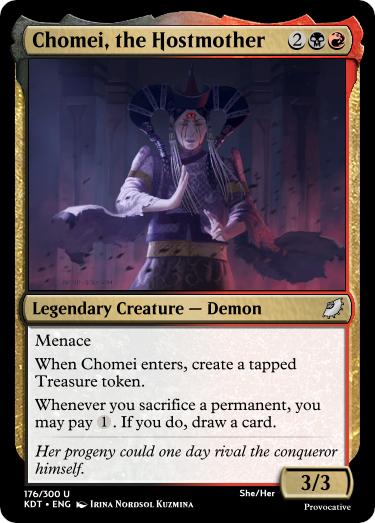 Chomei, the Hostmother 2
Legendary Creature — Demon
Menace
When Chomei enters, create a tapped
Treasure token.
Whenever you sacrifice a permanent, you
may pay 1. If you do, draw a card.
Her progeny could one day rival the conqueror
himself.
3/3
176/300 U
She/Her
KDT • ENG Irina Nordsol Kuzmina
Provocative